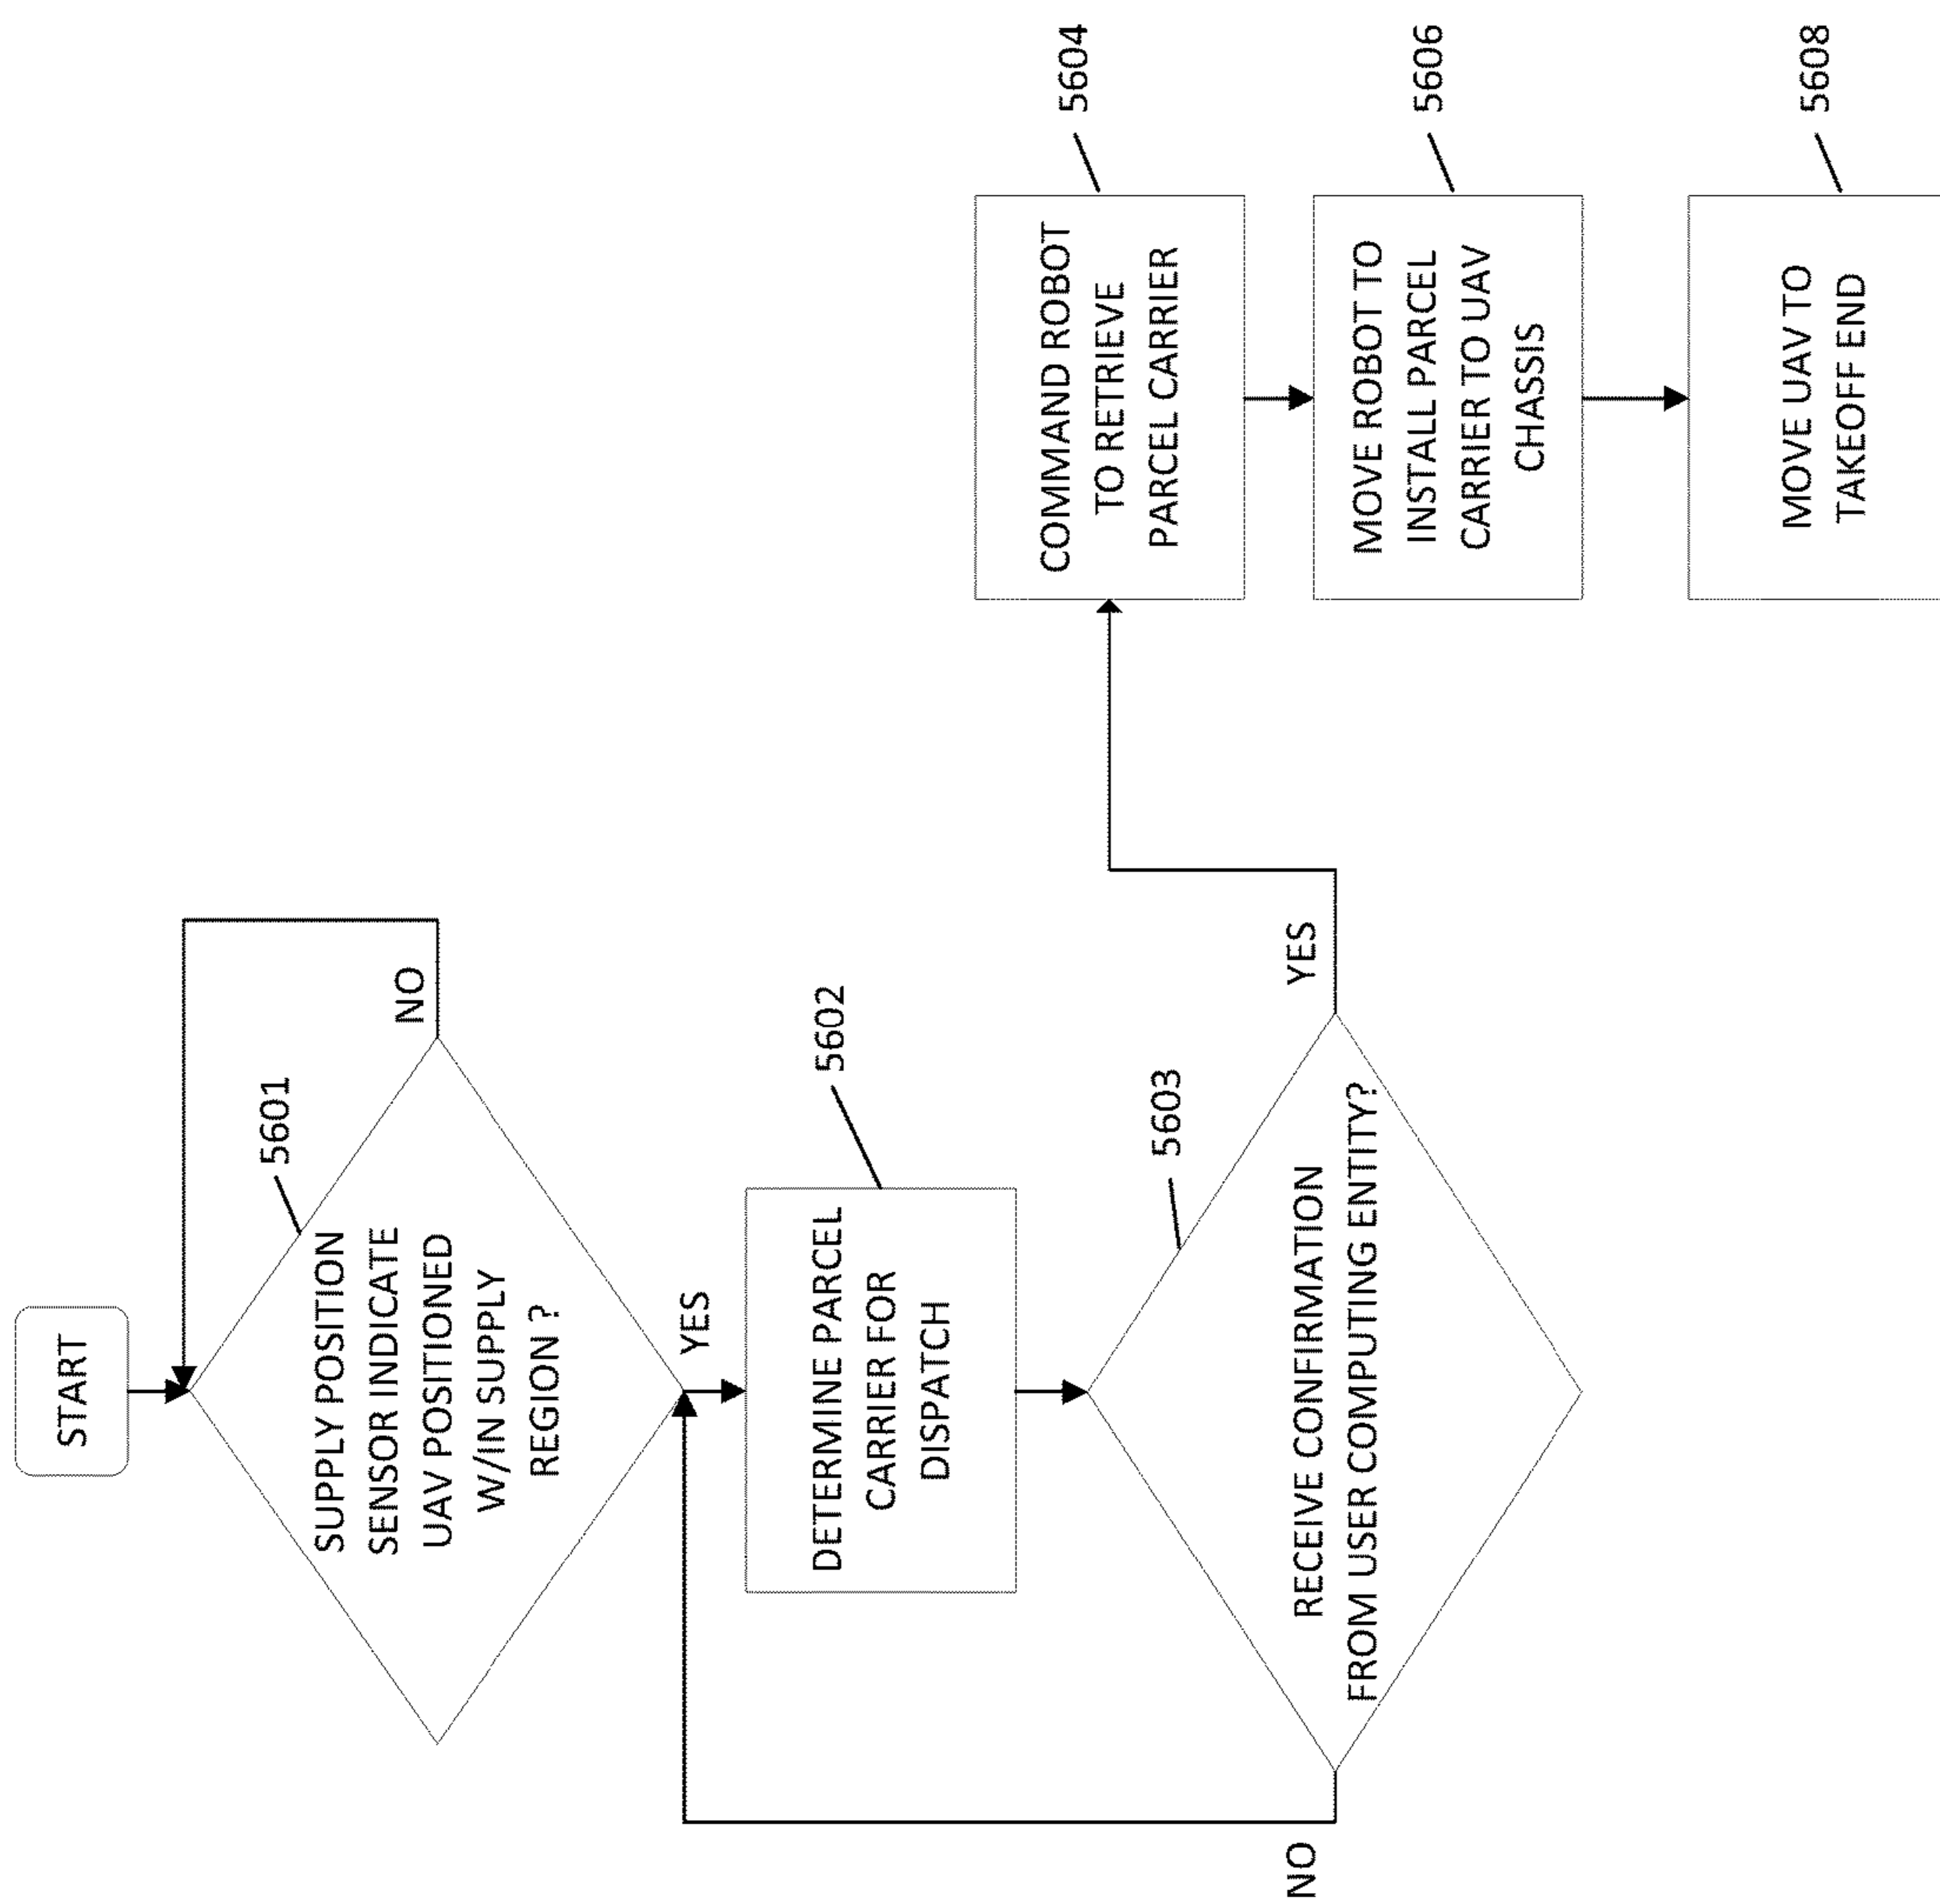 START
5601
SUPPLY POSITION
SENSOR INDICATE
UAV POSITIONED
W/IN SUPPLY
REGION ?
NO
YES
5602
DETERMINE PARCEL
CARRIER FOR
DISPATCH
5603
RECEIVE CONFIRMATION
FROM USER COMPUTING ENTITY?
NO
YES
5604
COMMAND ROBOT
TO RETRIEVE
PARCEL CARRIER
5606
MOVE ROBOT TO
INSTALL PARCEL
CARRIER TO UAV
CHASSIS
5608
MOVE UAV TO
TAKEOFF END